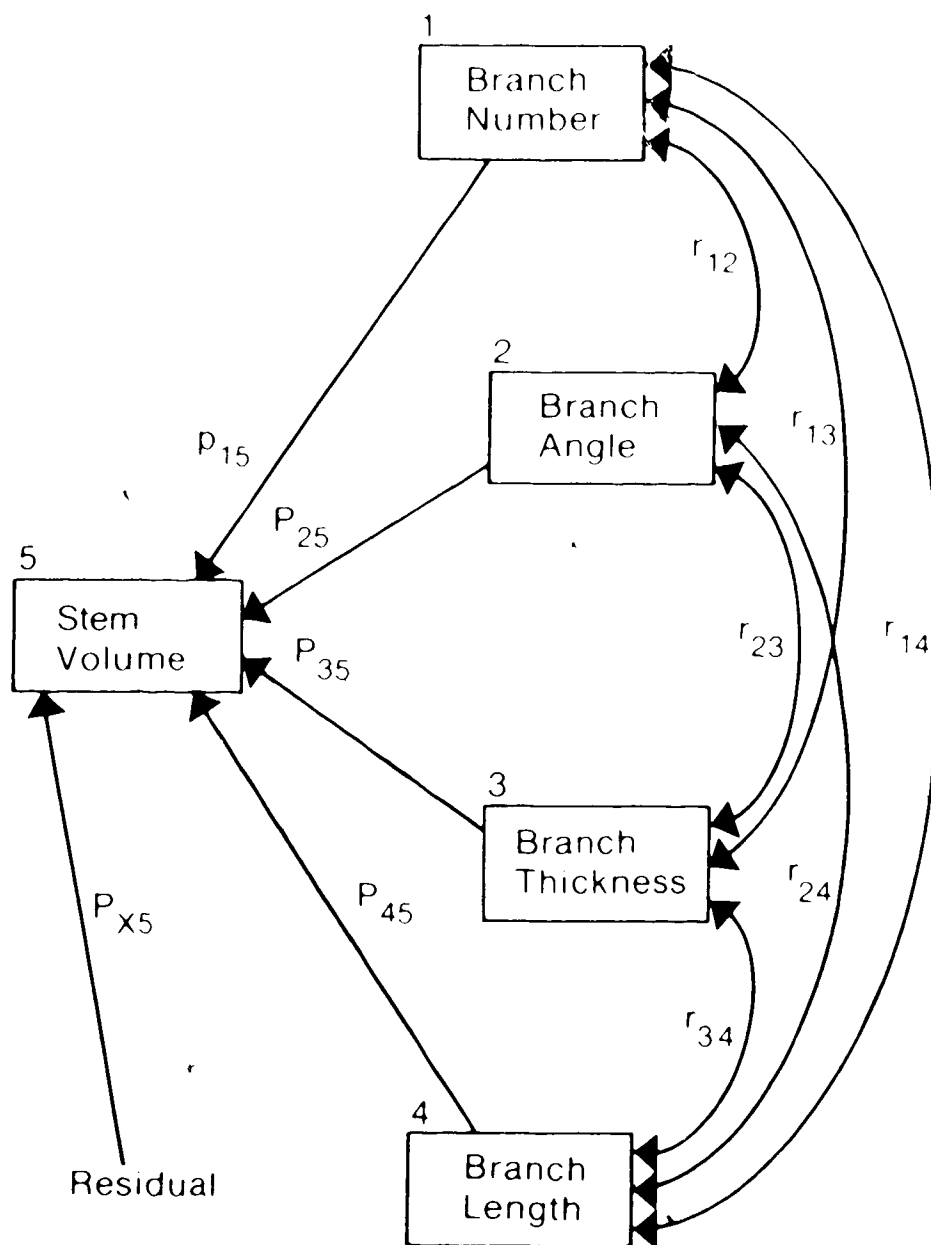 1
Branch
Number
r12
2
Branch
Angle
r13
p15
P25
5
Stem
Volume
P35
r23
r14
3
Branch
Thickness
PX5
P45
r24
r34
4
Branch
Length
Residual